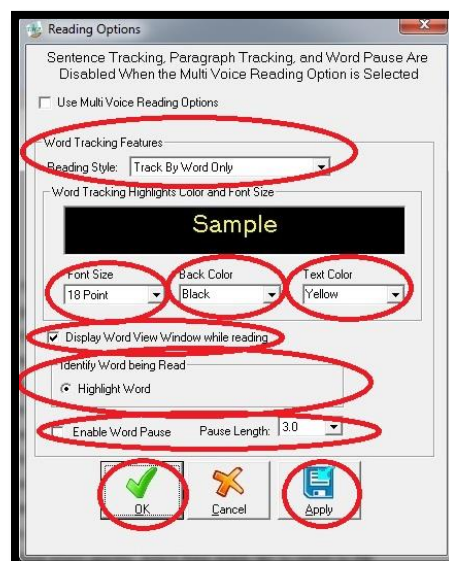 Reading Options
Sentence Tracking, Paragraph Tracking, and Word Pause Are
Disabled When the Multi Voice Reading Option is Selected
Use Multi Voice Reading Options
Word Tracking Features
Reading Style: Track By Word Only
Word Tracking Highlights Color and Font Size
Sample
Font Size Back Color Text Color
18 Point Black Yellow
Display Word View Window while reading
Identify Word being Read
Highlight Word
Enable Word Pause Pause Length: 3.0
OK Cancel Apply